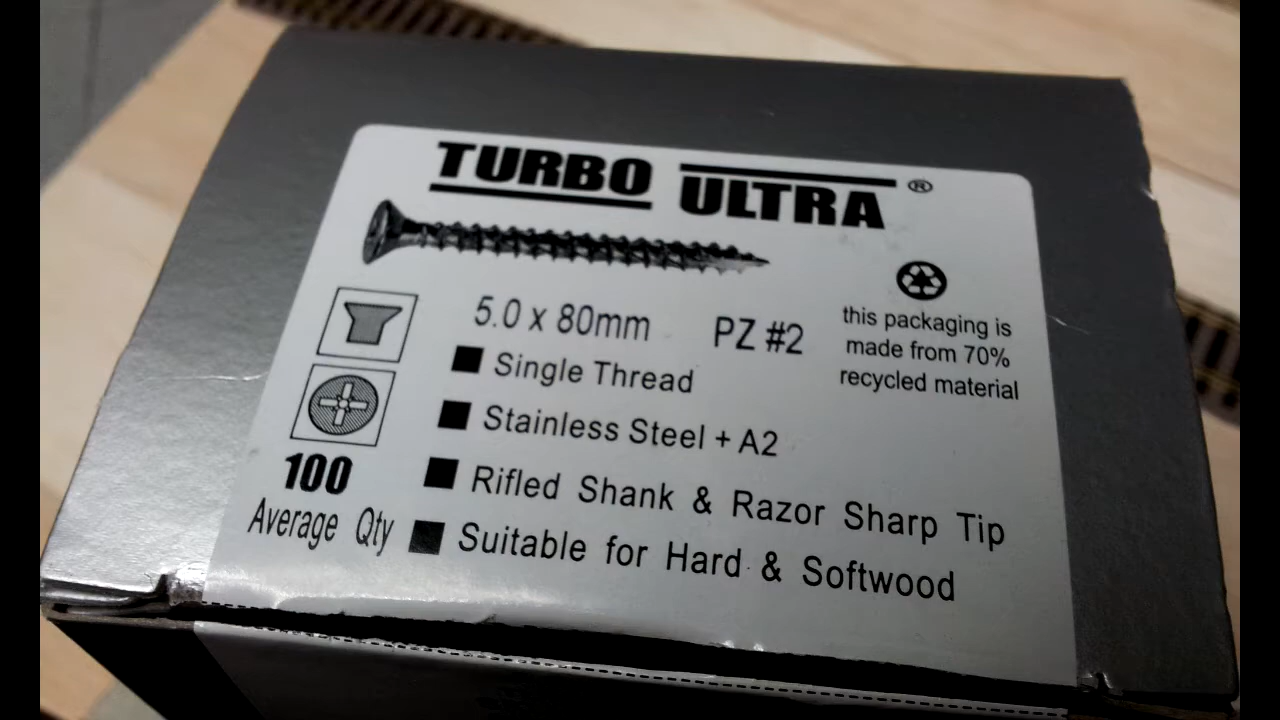 TURBO ULTRA ®
5.0 x 80mm PZ #2
this packaging is
made from 70%
recycled material
■ Single Thread
■ Stainless Steel + A2
■ Rifled Shank & Razor Sharp Tip
■ Suitable for Hard & Softwood
100
Average Qty